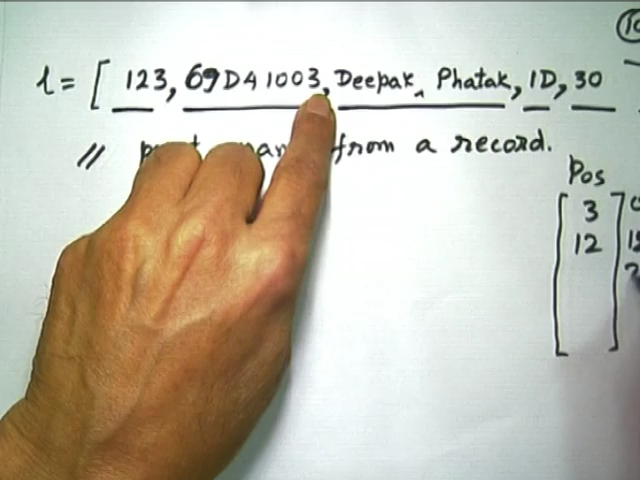 l = [ 123, 69D41003, Deepak Phatak, 1D, 30
// from a record.
Pos
3
12